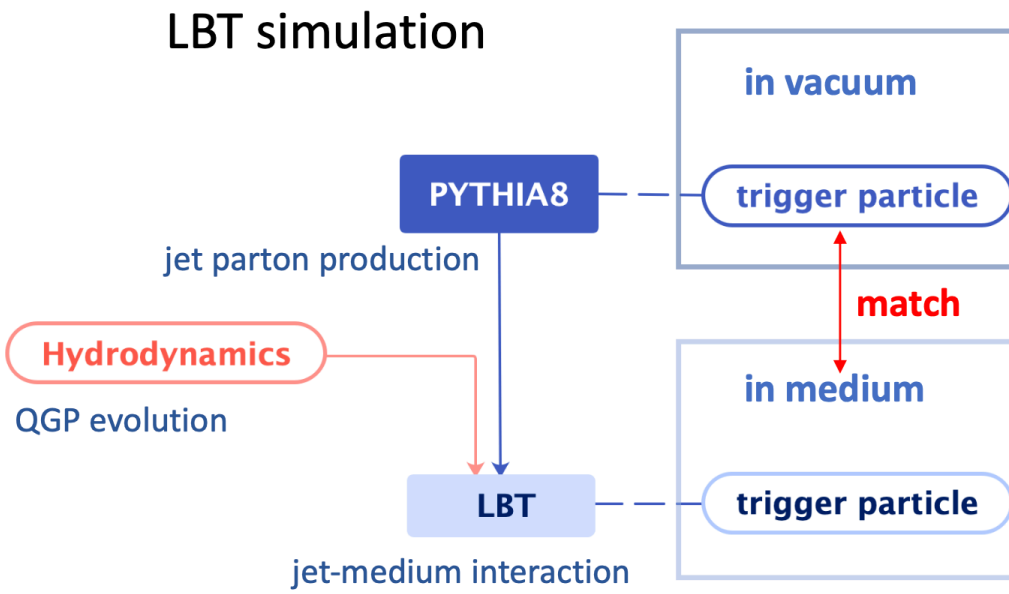 LBT simulation
in vacuum
PYTHIA8
trigger particle
jet parton production
match
Hydrodynamics
in medium
QGP evolution
LBT
trigger particle
jet-medium interaction